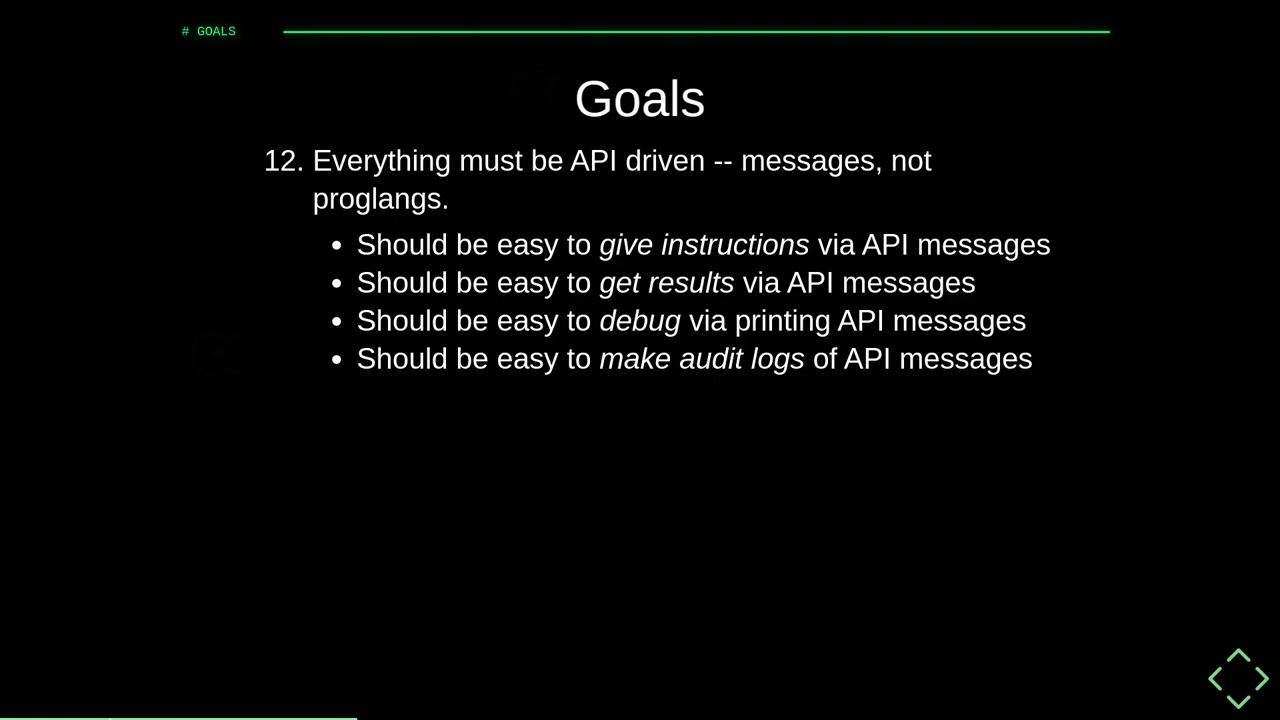 # GOALS
Goals
12. Everything must be API driven -- messages, not
proglangs.
• Should be easy to give instructions via API messages
• Should be easy to get results via API messages
• Should be easy to debug via printing API messages
• Should be easy to make audit logs of API messages